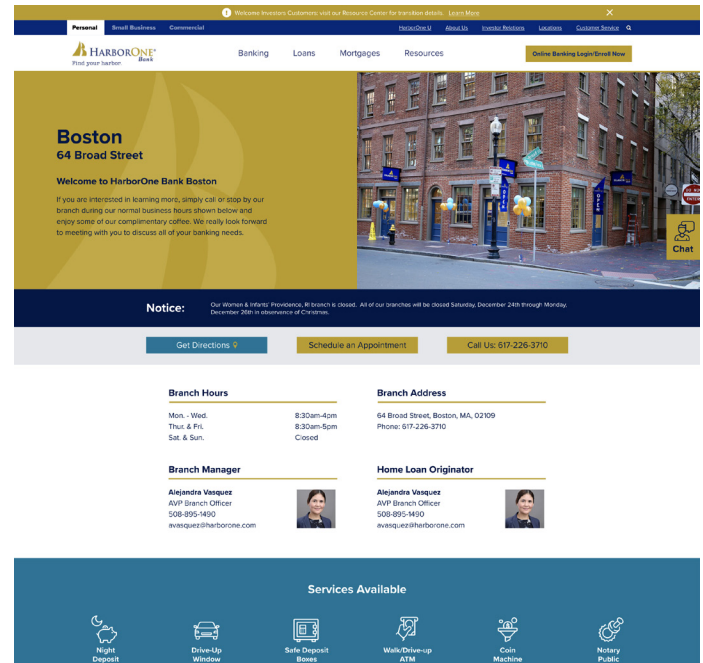 Welcome Investors Customers: visit our Resource Center for transition details. Learn More
Personal Small Business Commercial
HarborOne U About Us Investor Relations Locations Customer Service
HARBORONE®
Bank
Find your harbor.
Banking Loans Mortgages Resources
Online Banking Login/Enroll Now
Boston
64 Broad Street
Welcome to HarborOne Bank Boston
If you are interested in learning more, simply call or stop by our
branch during our normal business hours shown below and
enjoy some of our complimentary coffee. We really look forward
to meeting with you to discuss all of your banking needs.
OPEN
OPEN
Chat
Notice:
Our Women & Infants' Providence, RI branch is closed. All of our branches will be closed Saturday, December 24th through Monday,
December 26th in observance of Christmas.
Get Directions
Schedule an Appointment
Call Us: 617-226-3710
Branch Hours
Mon. - Wed. 8:30am-4pm
Thur. & Fri. 8:30am-5pm
Sat. & Sun. Closed
Branch Address
64 Broad Street, Boston, MA, 02109
Phone: 617-226-3710
Branch Manager
Alejandra Vasquez
AVP Branch Officer
508-895-1490
avasquez@harborone.com
Home Loan Originator
Alejandra Vasquez
AVP Branch Officer
508-895-1490
avasquez@harborone.com
Services Available
Night
Deposit
Drive-Up
Window
Safe Deposit
Boxes
Walk/Drive-up
ATM
Coin
Machine
Notary
Public